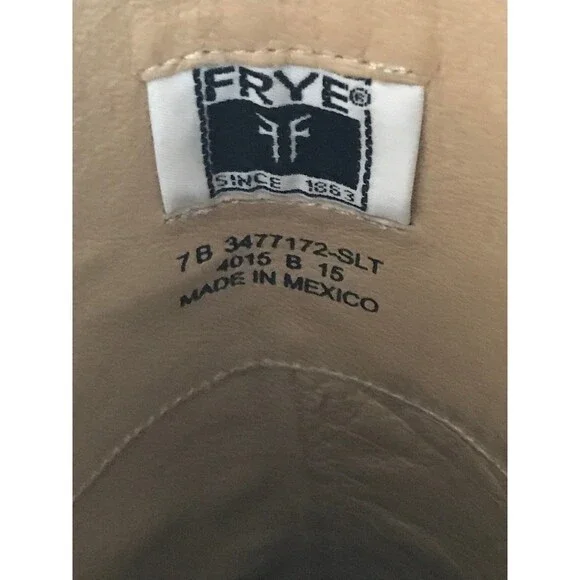 FRYE®
SINCE 1863
7 B 3477172-SLT
4015 B 15
MADE IN MEXICO